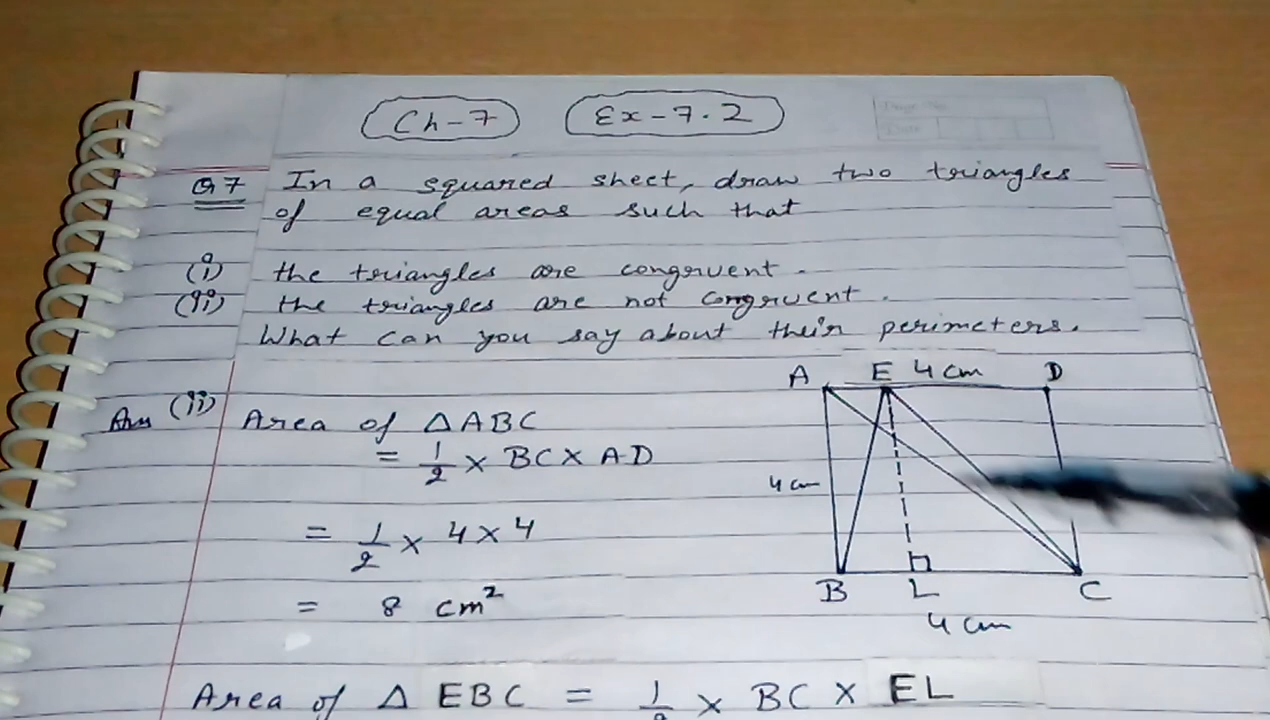 Ch-7 Ex-7.2
Q7 In a squared sheet, draw two triangles
of equal areas such that
(i) the triangles are congruent.
(ii) the triangles are not congruent.
What can you say about their perimeters.
A E 4 cm D
Ans (ii) Area of △ABC
= 1/2 × BC × AD
4 cm
= 1/2 × 4 × 4
B L C
= 8 cm²
4 cm
Area of △ EBC = 1/2 × BC × EL